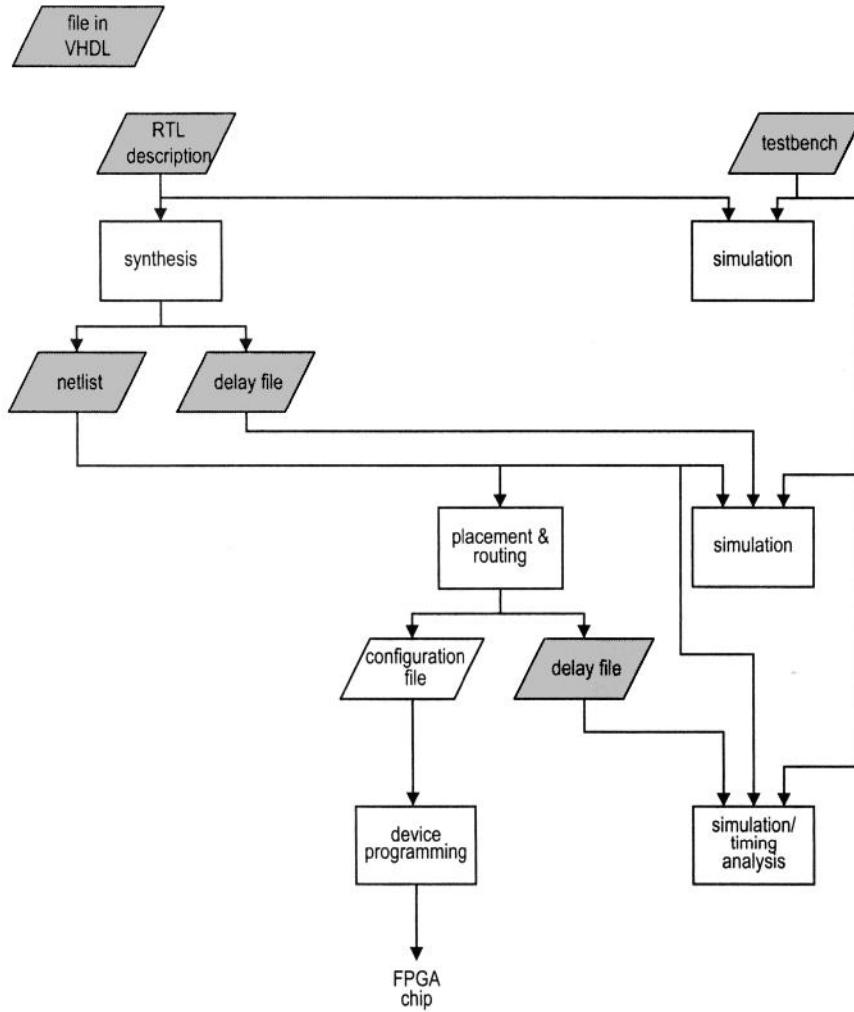 file in
VHDL
RTL
description
testbench
synthesis
simulation
netlist
delay file
placement &
routing
simulation
configuration
file
delay file
device
programming
simulation/
timing
analysis
FPGA
chip